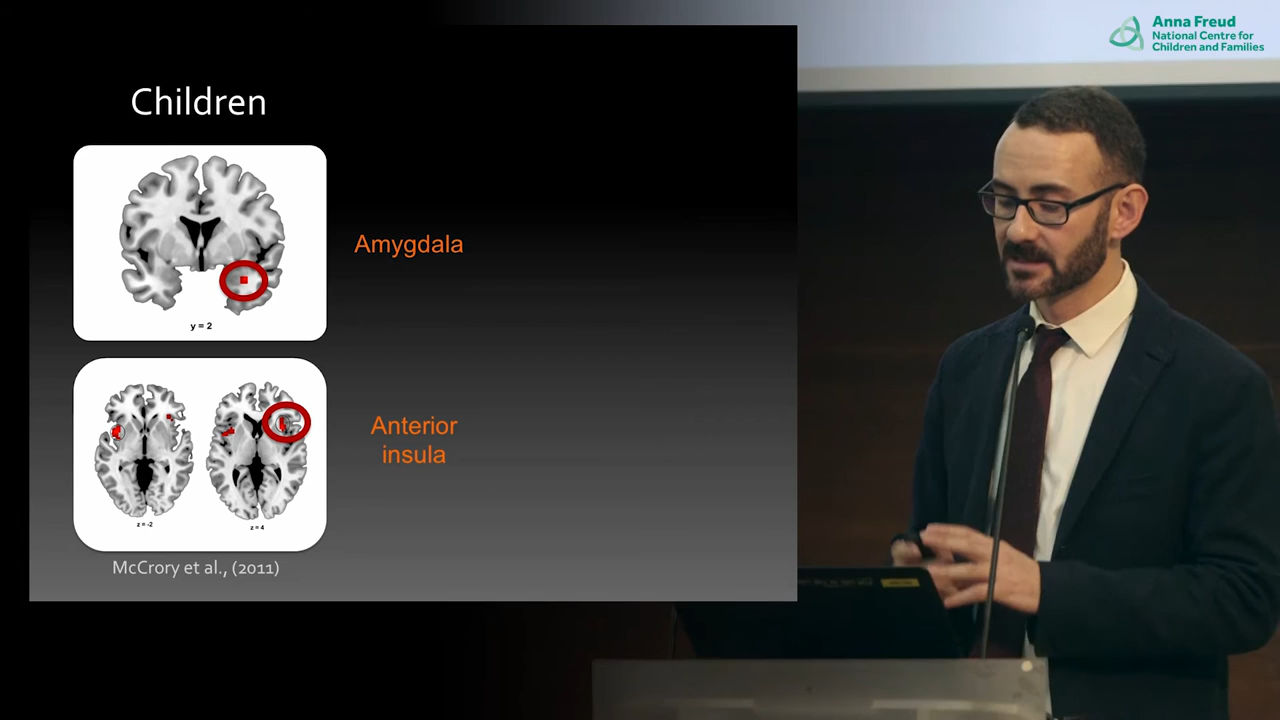 Anna Freud
National Centre for
Children and Families
Children
y = 2
Amygdala
z = -2
z = 4
Anterior
insula
McCrory et al., (2011)